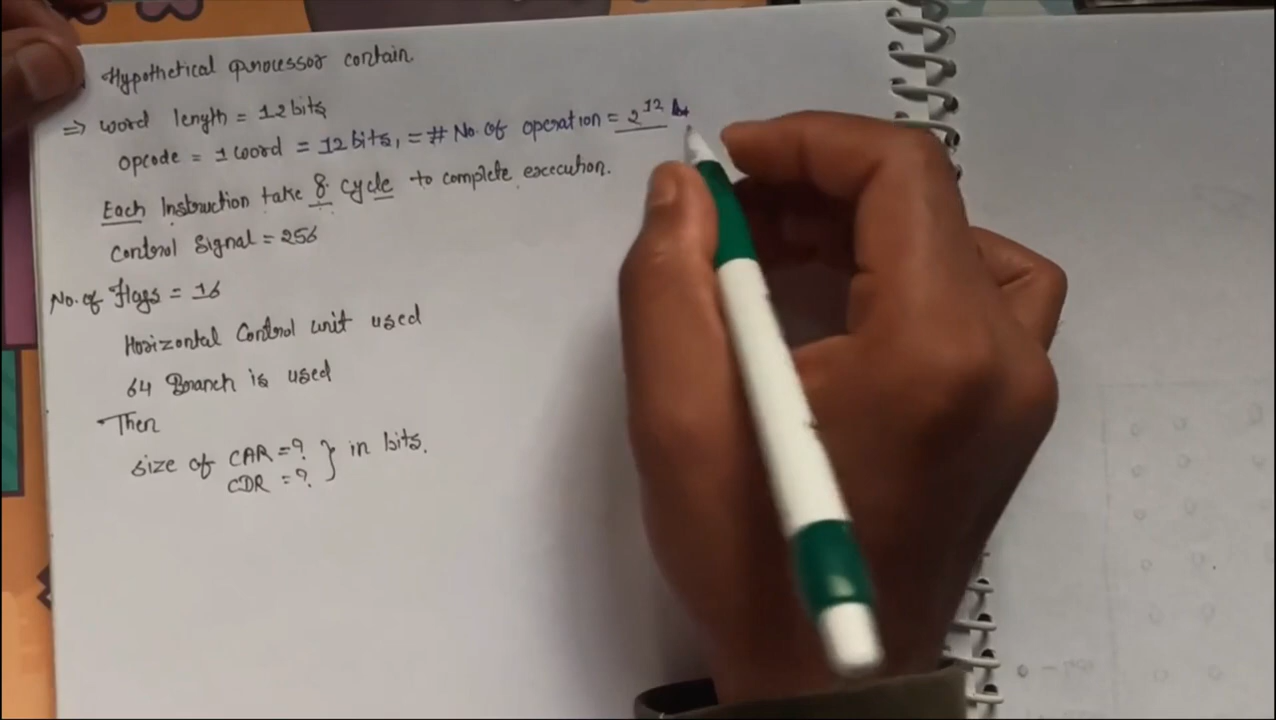 Hypothetical processor contain
⇒ word length = 12 bits
opcode = 1 word = 12 bits, = # No. of operation = 2^12
Each Instruction take 8 cycle to complete execution.
Control signal = 256
No. of Flags = 16
Horizontal Control unit used
64 Branch is used
Then
size of CAR = ? } in bits.
CDR = ?